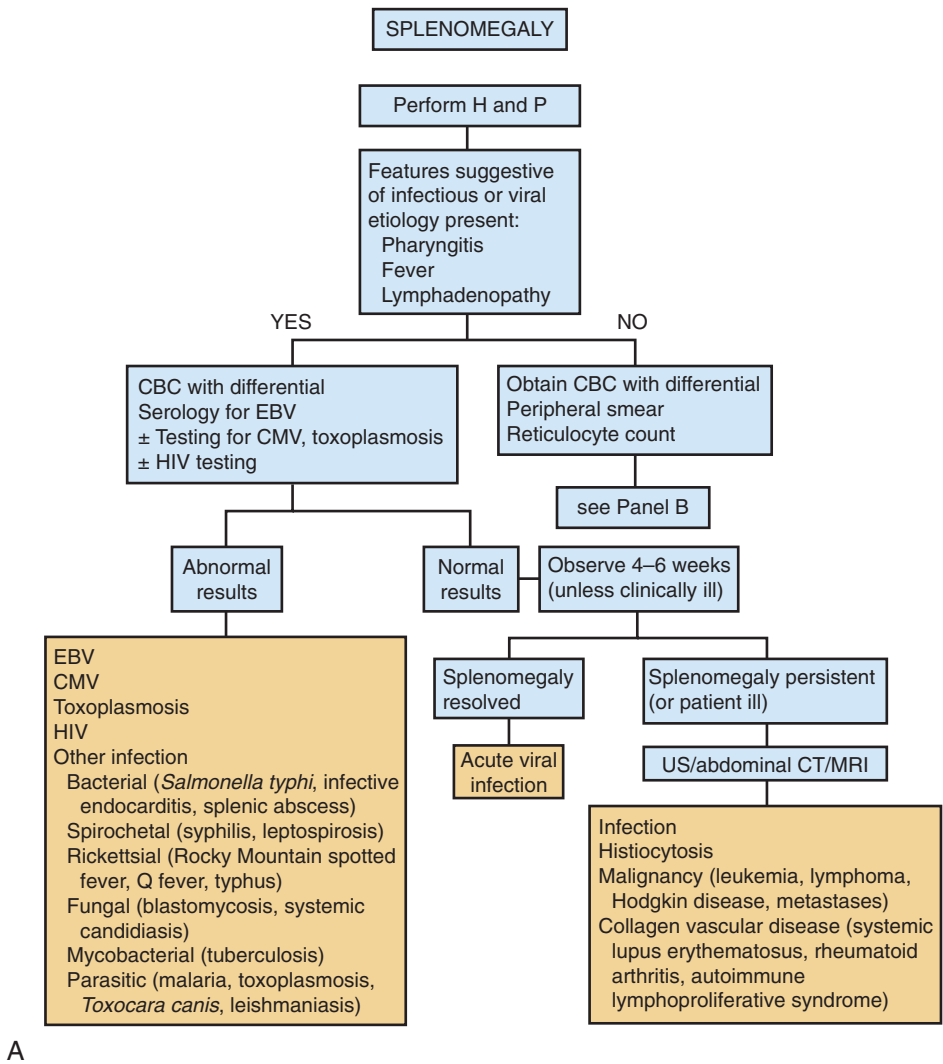 SPLENOMEGALY
Perform H and P
Features suggestive
of infectious or viral
etiology present:
Pharyngitis
Fever
Lymphadenopathy
YES
NO
CBC with differential
Serology for EBV
± Testing for CMV, toxoplasmosis
± HIV testing
Obtain CBC with differential
Peripheral smear
Reticulocyte count
see Panel B
Abnormal
results
Normal
results
Observe 4–6 weeks
(unless clinically ill)
EBV
CMV
Toxoplasmosis
HIV
Other infection
Bacterial (Salmonella typhi, infective
endocarditis, splenic abscess)
Spirochetal (syphilis, leptospirosis)
Rickettsial (Rocky Mountain spotted
fever, Q fever, typhus)
Fungal (blastomycosis, systemic
candidiasis)
Mycobacterial (tuberculosis)
Parasitic (malaria, toxoplasmosis,
Toxocara canis, leishmaniasis)
Splenomegaly
resolved
Acute viral
infection
Splenomegaly persistent
(or patient ill)
US/abdominal CT/MRI
Infection
Histiocytosis
Malignancy (leukemia, lymphoma,
Hodgkin disease, metastases)
Collagen vascular disease (systemic
lupus erythematosus, rheumatoid
arthritis, autoimmune
lymphoproliferative syndrome)
A